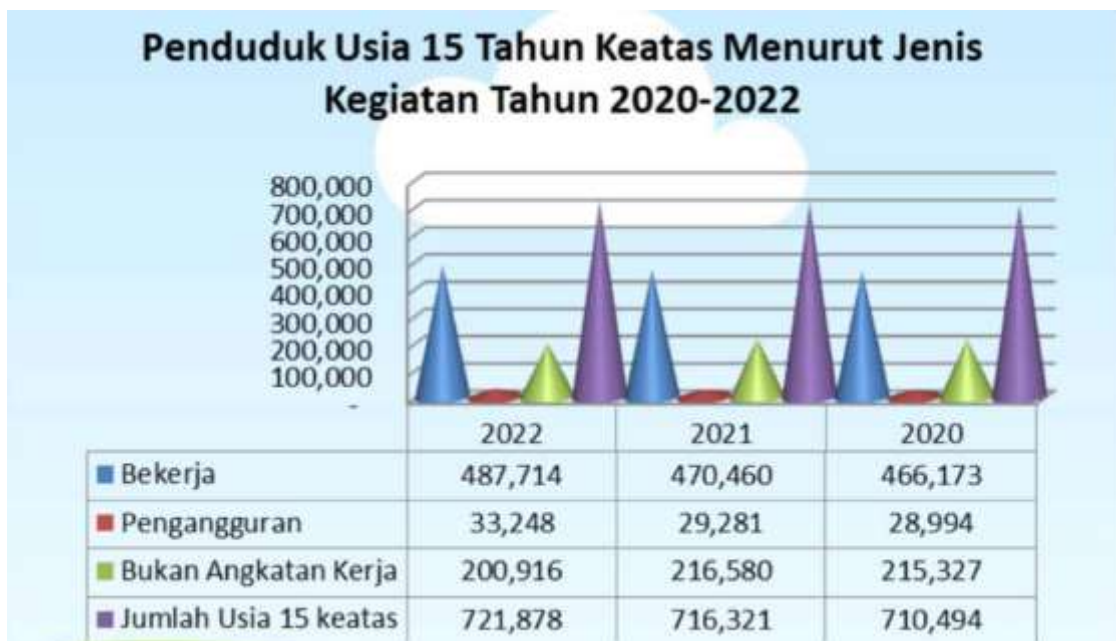 Penduduk Usia 15 Tahun Keatas Menurut Jenis
Kegiatan Tahun 2020-2022
800,000
700,000
600,000
500,000
400,000
300,000
200,000
100,000
-
2022 2021 2020
Bekerja 487,714 470,460 466,173
Pengangguran 33,248 29,281 28,994
Bukan Angkatan Kerja 200,916 216,580 215,327
Jumlah Usia 15 keatas 721,878 716,321 710,494